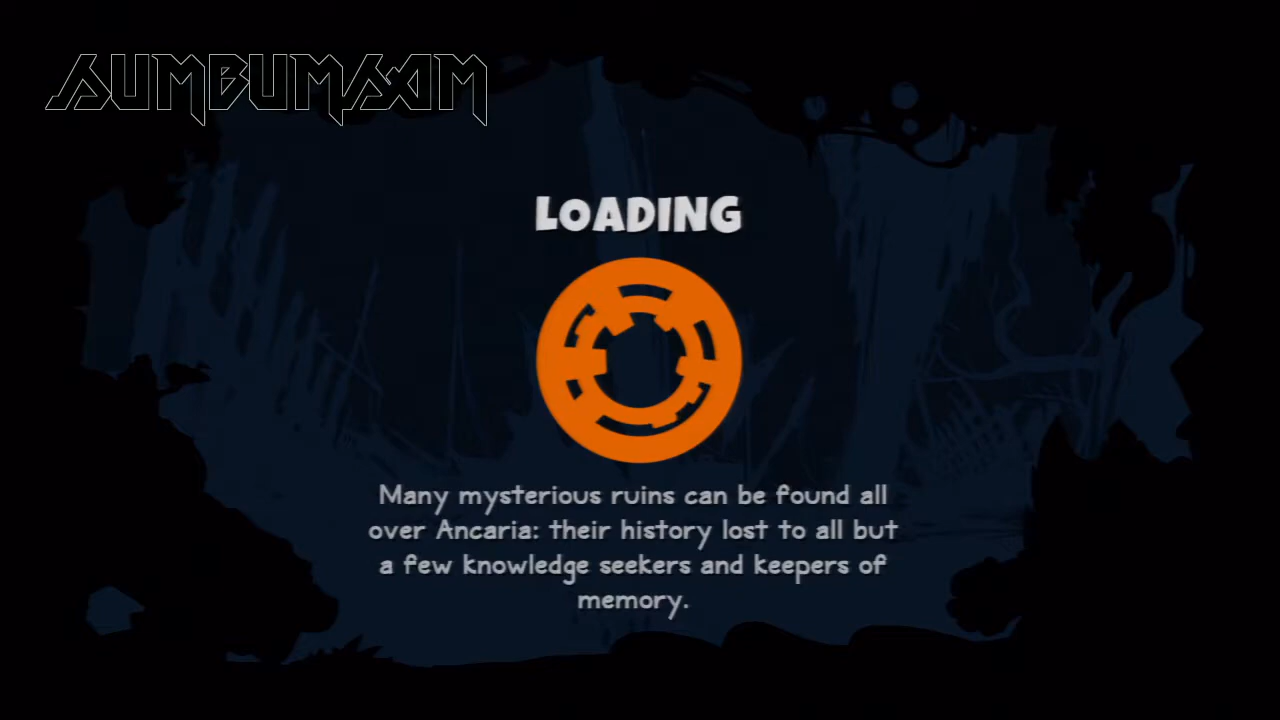 SUMBUMSAM
LOADING
Many mysterious ruins can be found all
over Ancaria: their history lost to all but
a few knowledge seekers and keepers of
memory.